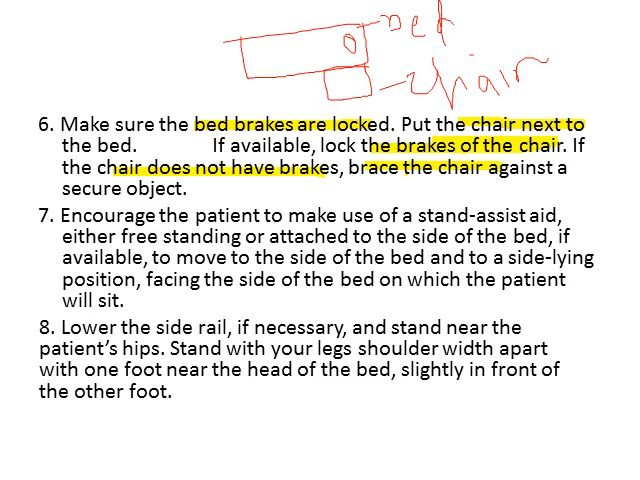 bed
chair
6. Make sure the bed brakes are locked. Put the chair next to
the bed. If available, lock the brakes of the chair. If
the chair does not have brakes, brace the chair against a
secure object.
7. Encourage the patient to make use of a stand-assist aid,
either free standing or attached to the side of the bed, if
available, to move to the side of the bed and to a side-lying
position, facing the side of the bed on which the patient
will sit.
8. Lower the side rail, if necessary, and stand near the
patient’s hips. Stand with your legs shoulder width apart
with one foot near the head of the bed, slightly in front of
the other foot.